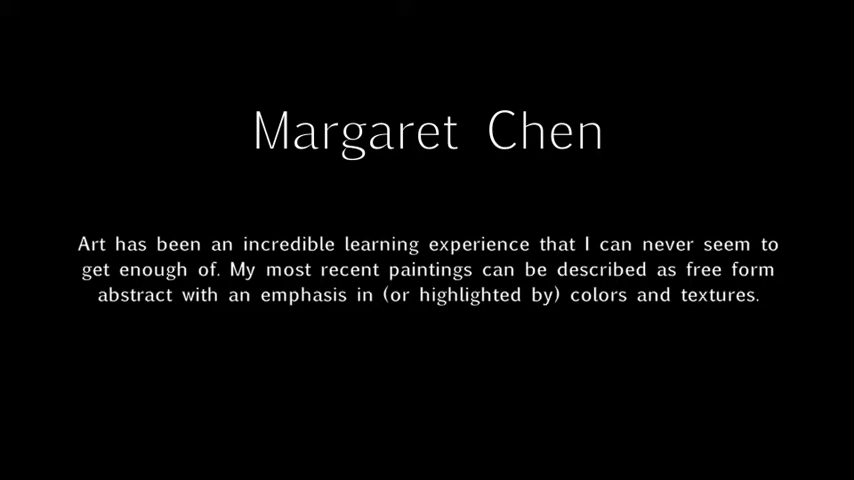 Margaret Chen
Art has been an incredible learning experience that I can never seem to
get enough of. My most recent paintings can be described as free form
abstract with an emphasis in (or highlighted by) colors and textures.